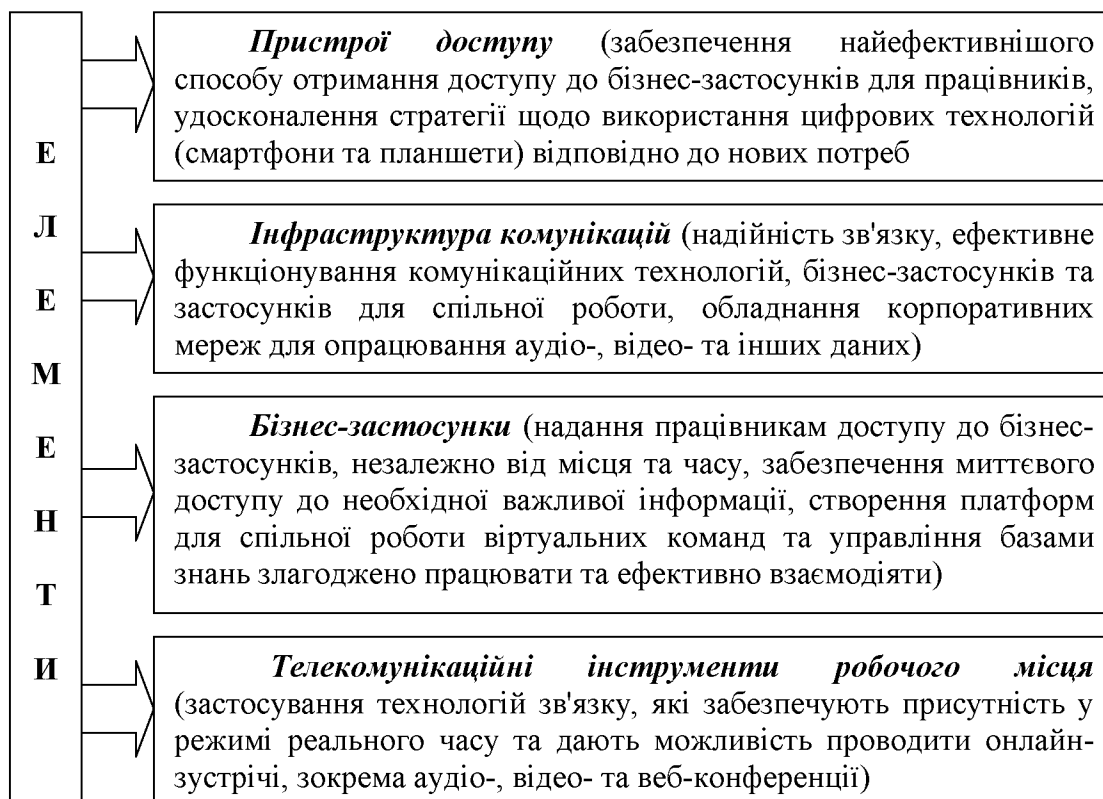 ЕЛЕМЕНТИ
Пристрої доступу (забезпечення найефективнішого
способу отримання доступу до бізнес-застосунків для працівників,
удосконалення стратегії щодо використання цифрових технологій
(смартфони та планшети) відповідно до нових потреб
Інфраструктура комунікацій (надійність зв'язку, ефективне
функціонування комунікаційних технологій, бізнес-застосунків та
застосунків для спільної роботи, обладнання корпоративних
мереж для опрацювання аудіо-, відео- та інших даних)
Бізнес-застосунки (надання працівникам доступу до бізнес-
застосунків, незалежно від місця та часу, забезпечення миттєвого
доступу до необхідної важливої інформації, створення платформ
для спільної роботи віртуальних команд та управління базами
знань злагоджено працювати та ефективно взаємодіяти)
Телекомунікаційні інструменти робочого місця
(застосування технологій зв'язку, які забезпечують присутність у
режимі реального часу та дають можливість проводити онлайн-
зустрічі, зокрема аудіо-, відео- та веб-конференції)